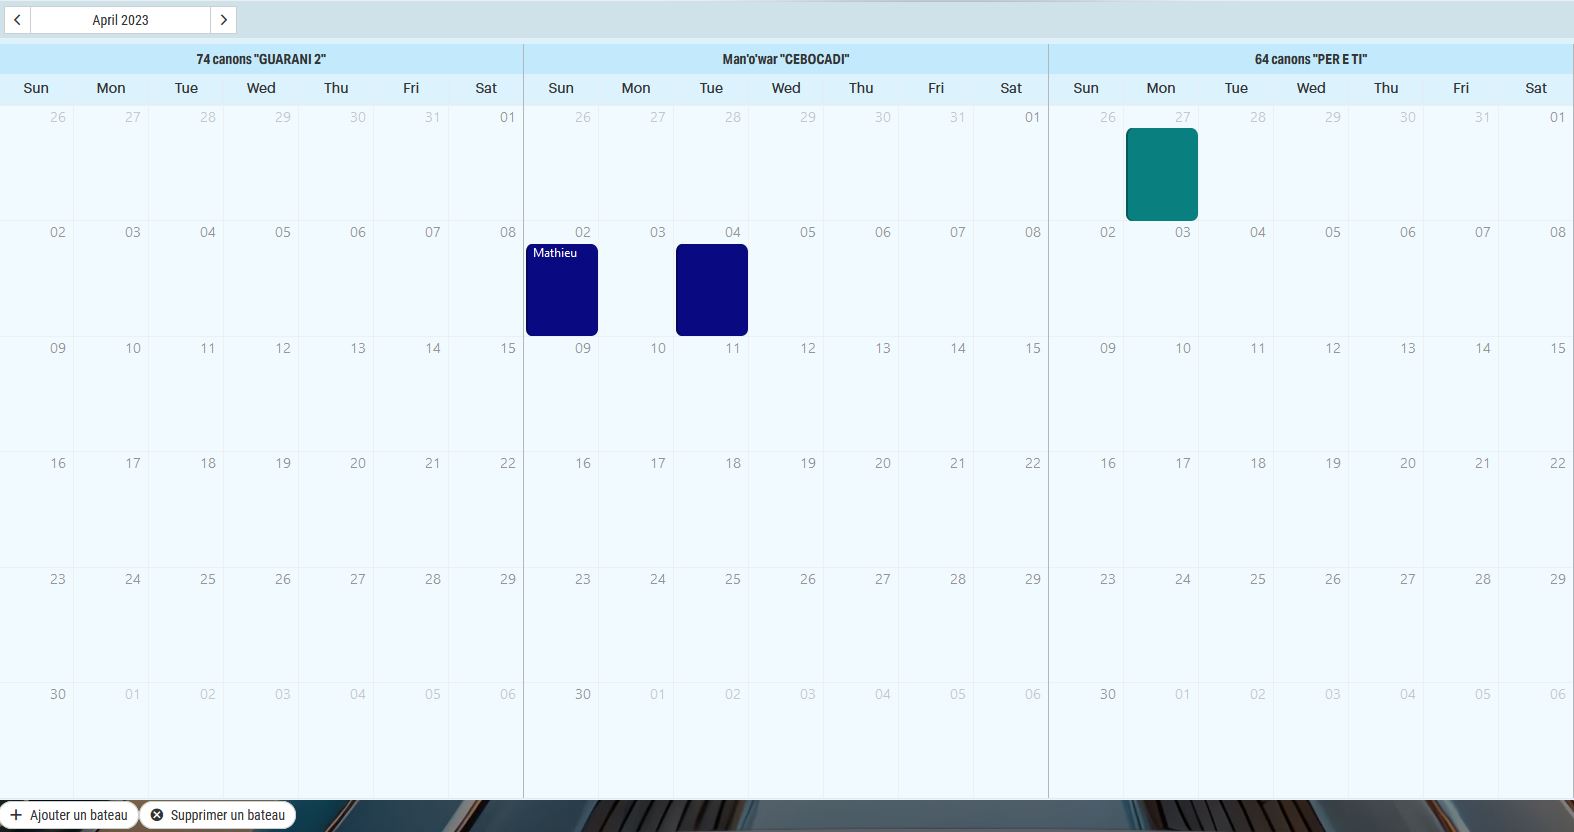 April 2023
74 canons "GUARANI 2" Man'o'war "CEBOCADI" 64 canons "PER E TI"
Sun Mon Tue Wed Thu Fri Sat Sun Mon Tue Wed Thu Fri Sat Sun Mon Tue Wed Thu Fri Sat
26 27 28 29 30 31 01 26 27 28 29 30 31 01 26 27 28 29 30 31 01
02 03 04 05 06 07 08 02 03 04 05 06 07 08 02 03 04 05 06 07 08
Mathieu
09 10 11 12 13 14 15 09 10 11 12 13 14 15 09 10 11 12 13 14 15
16 17 18 19 20 21 22 16 17 18 19 20 21 22 16 17 18 19 20 21 22
23 24 25 26 27 28 29 23 24 25 26 27 28 29 23 24 25 26 27 28 29
30 01 02 03 04 05 06 30 01 02 03 04 05 06 30 01 02 03 04 05 06
Ajouter un bateau Supprimer un bateau